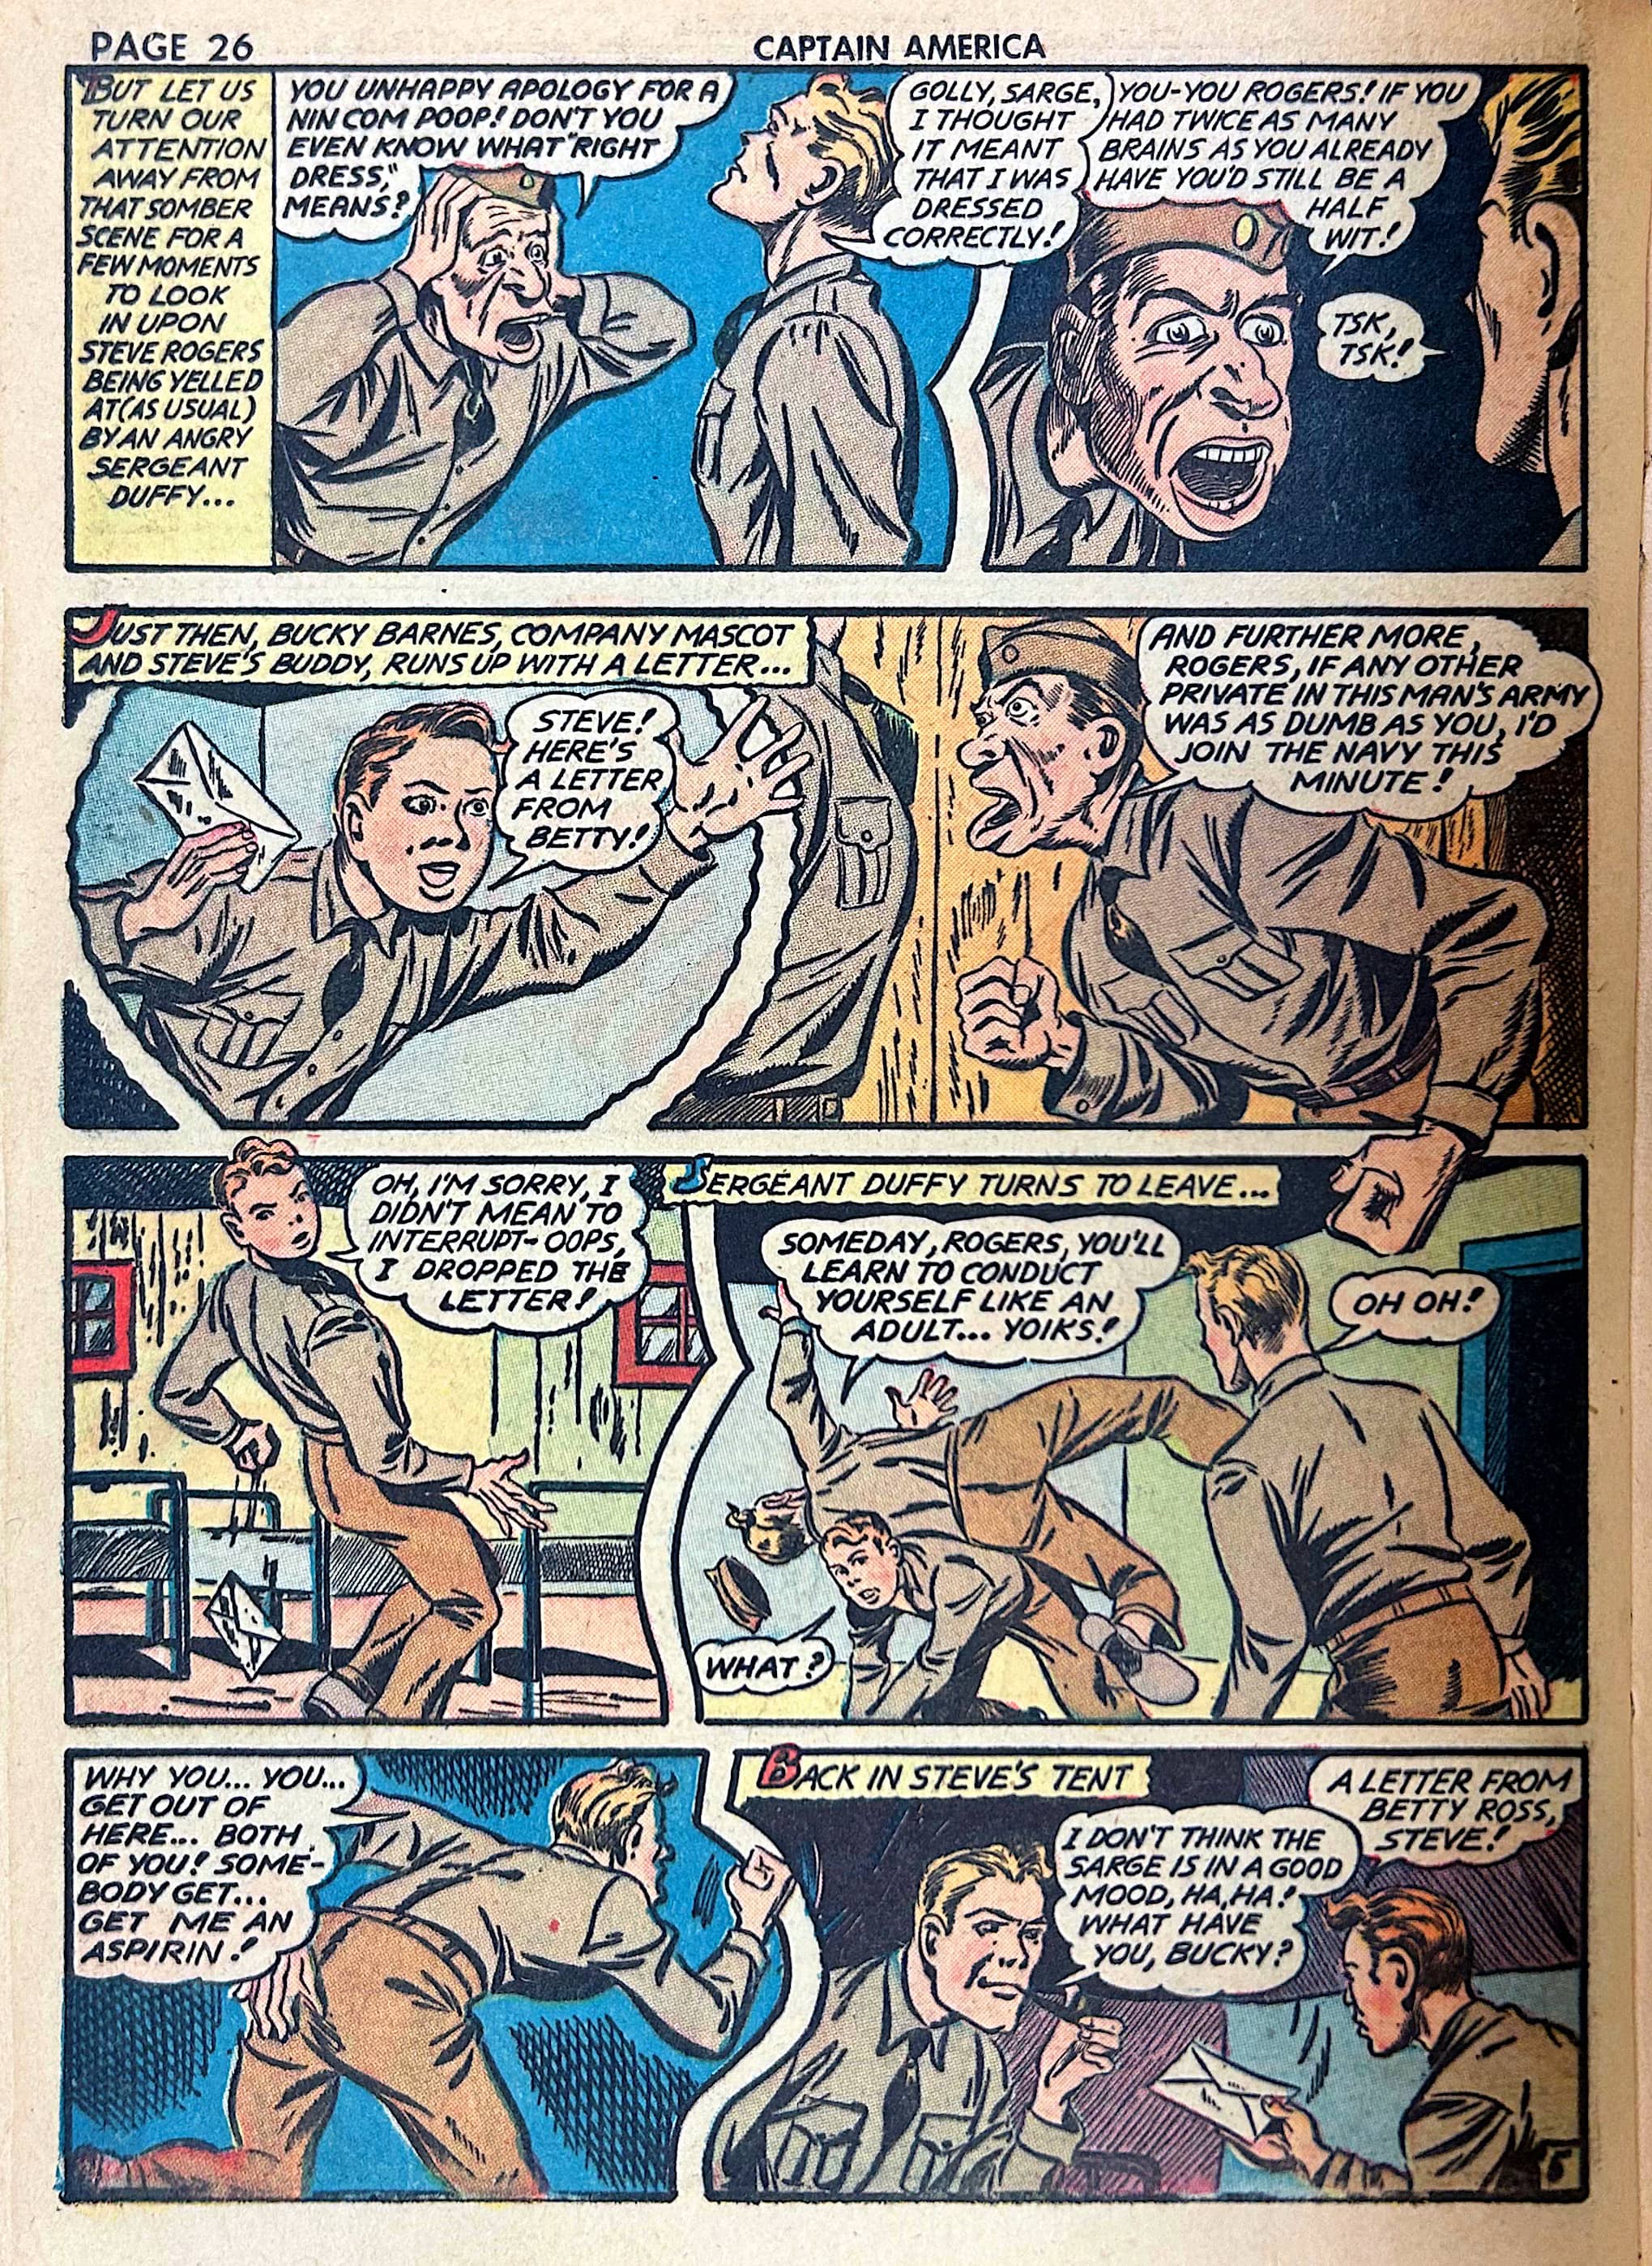 PAGE 26
CAPTAIN AMERICA
BUT LET US
TURN OUR
ATTENTION
AWAY FROM
THAT SOMBER
SCENE FOR A
FEW MOMENTS
TO LOOK
IN UPON
STEVE ROGERS
BEING YELLED
AT (AS USUAL)
BY AN ANGRY
SERGEANT
DUFFY...
YOU UNHAPPY APOLOGY FOR A
NIN COM POOP! DON'T YOU
EVEN KNOW WHAT "RIGHT
DRESS,"
MEANS?
GOLLY, SARGE,
I THOUGHT
IT MEANT
THAT I WAS
DRESSED
CORRECTLY!
YOU-YOU ROGERS! IF YOU
HAD TWICE AS MANY
BRAINS AS YOU ALREADY
HAVE YOU'D STILL BE A
HALF
WIT!
TSK,
TSK!
JUST THEN, BUCKY BARNES, COMPANY MASCOT
AND STEVE'S BUDDY, RUNS UP WITH A LETTER...
STEVE!
HERE'S
A LETTER
FROM
BETTY!
AND FURTHER MORE,
ROGERS, IF ANY OTHER
PRIVATE IN THIS MAN'S ARMY
WAS AS DUMB AS YOU, I'D
JOIN THE NAVY THIS
MINUTE!
OH, I'M SORRY, I
DIDN'T MEAN TO
INTERRUPT- OOPS,
I DROPPED THE
LETTER!
SERGEANT DUFFY TURNS TO LEAVE...
SOMEDAY, ROGERS, YOU'LL
LEARN TO CONDUCT
YOURSELF LIKE AN
ADULT... YOIKS!
OH OH!
WHAT?
WHY YOU... YOU...
GET OUT OF
HERE... BOTH
OF YOU! SOME-
BODY GET...
GET ME AN
ASPIRIN!
BACK IN STEVE'S TENT
I DON'T THINK THE
SARGE IS IN A GOOD
MOOD, HA, HA!
WHAT HAVE
YOU, BUCKY?
A LETTER FROM
BETTY ROSS,
STEVE!
5